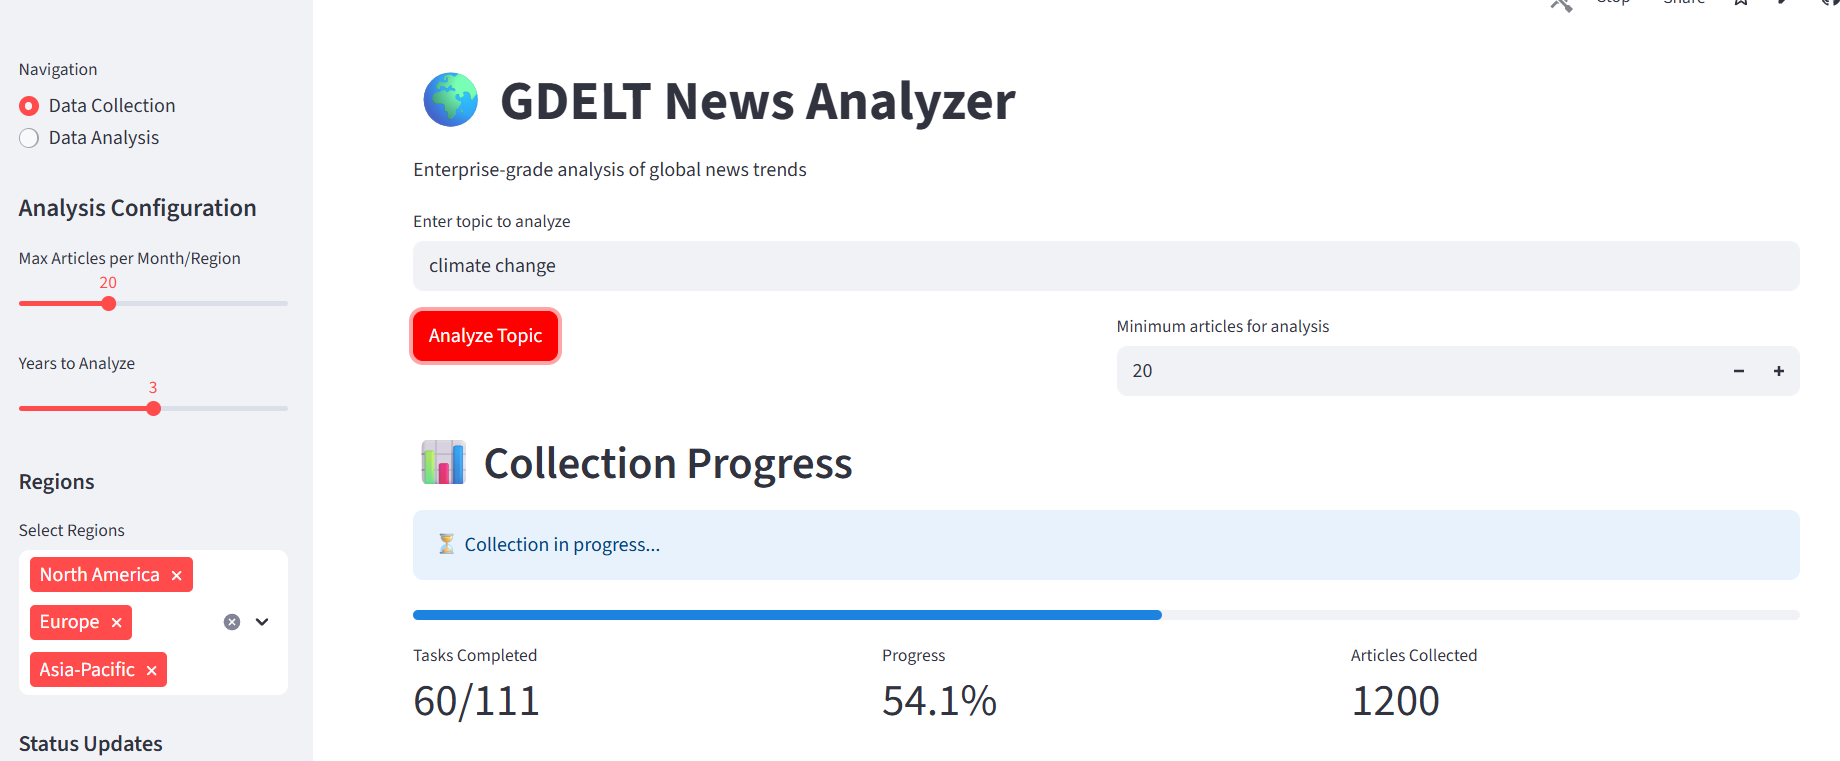 Stop
Share
Navigation
Data Collection
Data Analysis
Analysis Configuration
Max Articles per Month/Region
20
Years to Analyze
3
Regions
Select Regions
North America ×
Europe ×
Asia-Pacific ×
Status Updates
GDELT News Analyzer
Enterprise-grade analysis of global news trends
Enter topic to analyze
climate change
Analyze Topic
Minimum articles for analysis
20
Collection Progress
Collection in progress...
Tasks Completed
60/111
Progress
54.1%
Articles Collected
1200